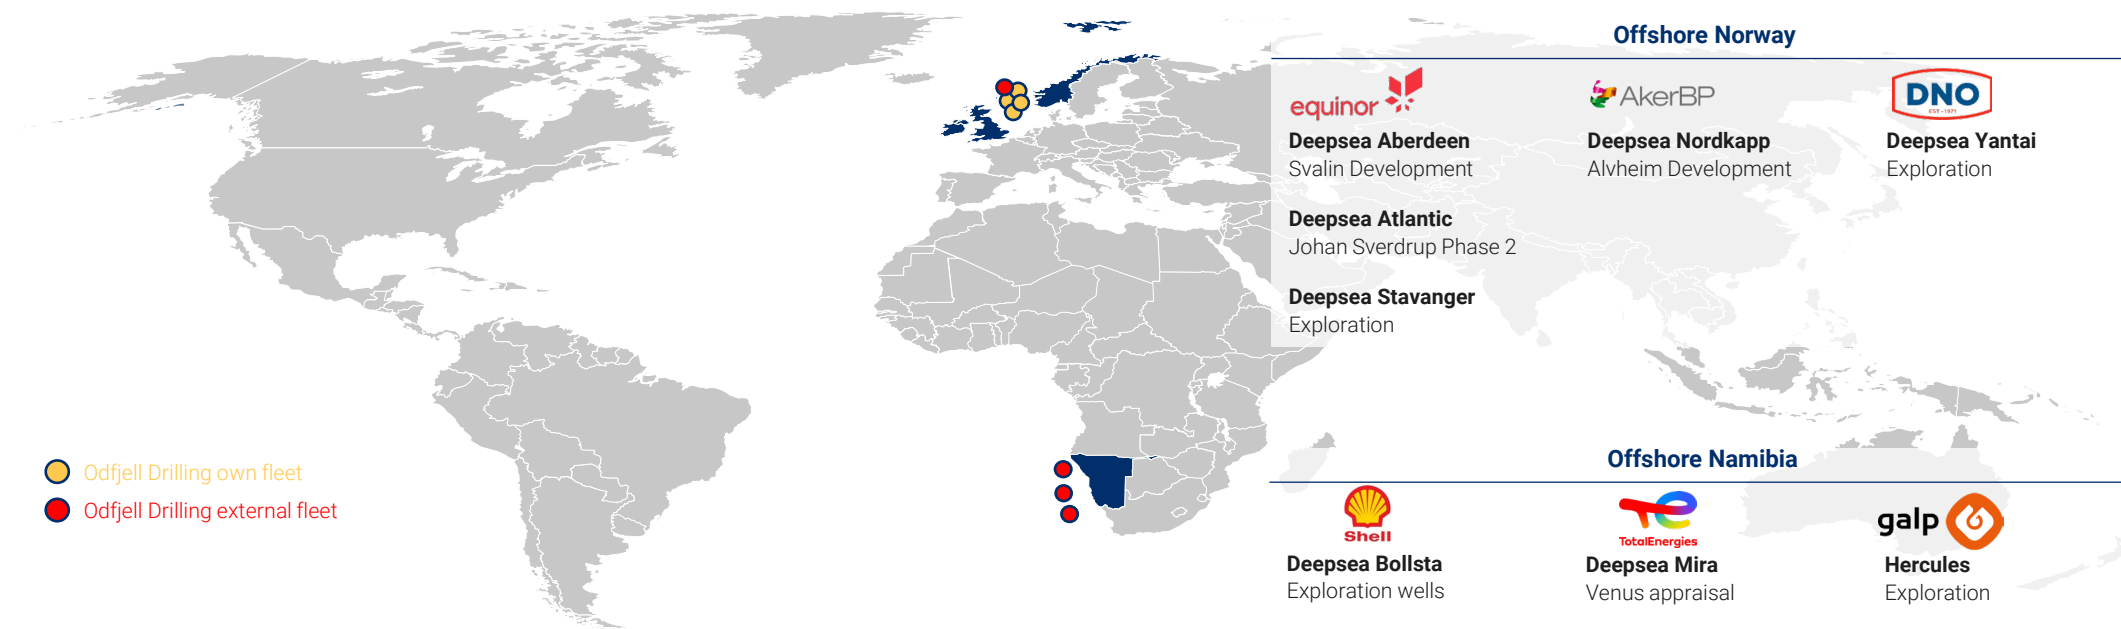 Offshore Norway
equinor
AkerBP
DNO
EST - 1971
Deepsea Aberdeen
Svalin Development
Deepsea Nordkapp
Alvheim Development
Deepsea Yantai
Exploration
Deepsea Atlantic
Johan Sverdrup Phase 2
Deepsea Stavanger
Exploration
Odfjell Drilling own fleet
Odfjell Drilling external fleet
Offshore Namibia
Shell
TotalEnergies
galp
Deepsea Bollsta
Exploration wells
Deepsea Mira
Venus appraisal
Hercules
Exploration